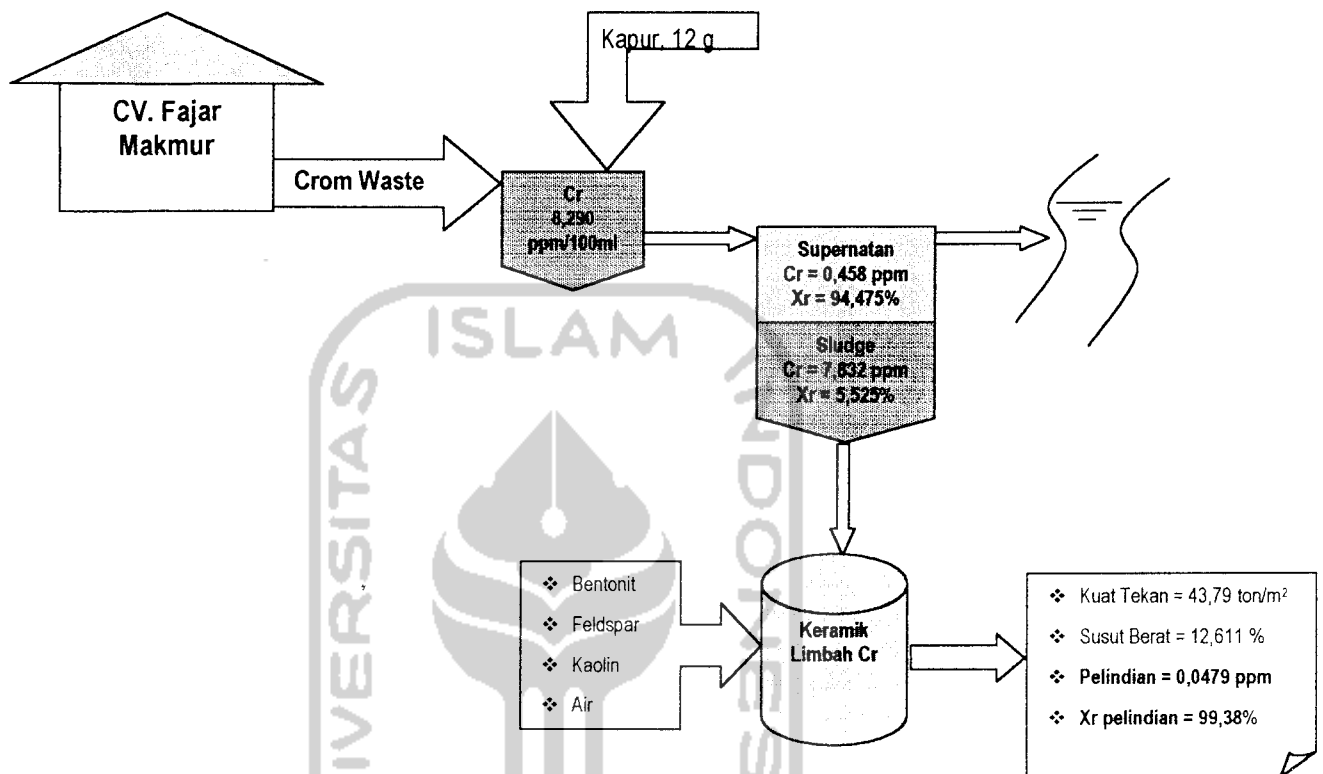 Kapur, 12 g
CV. Fajar
Makmur
Crom Waste
Cr
8,290
ppm/100ml
Supernatan
Cr = 0,458 ppm
Xr = 94,475%
Sludge
Cr = 7,832 ppm
Xr = 5,525%
❖ Bentonit
❖ Feldspar
❖ Kaolin
❖ Air
Keramik
Limbah Cr
❖ Kuat Tekan = 43,79 ton/m²
❖ Susut Berat = 12,611 %
❖ Pelindian = 0,0479 ppm
❖ Xr pelindian = 99,38%
ISLAM
VERSITAS